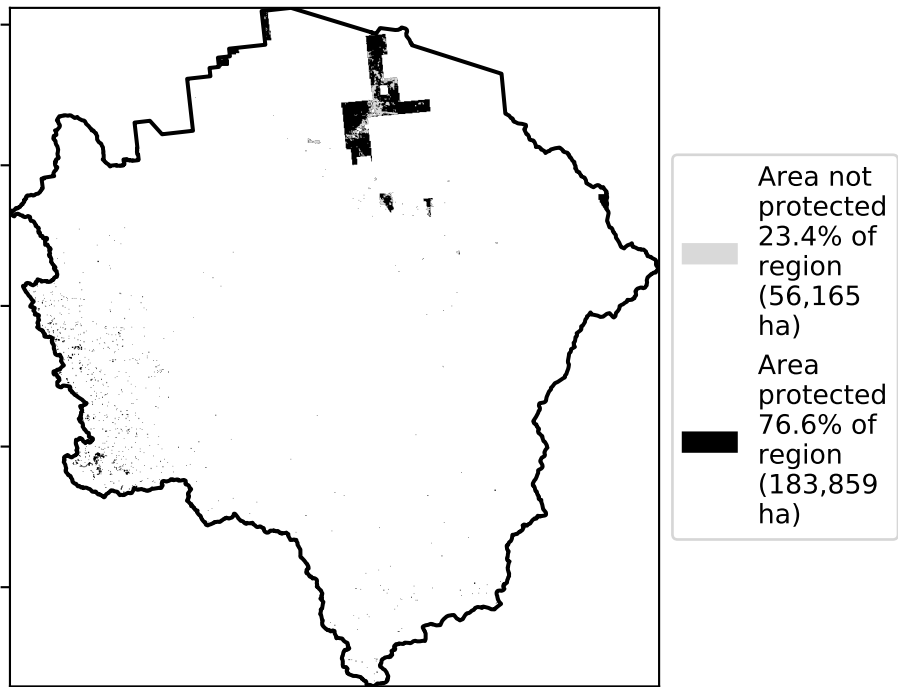 Area not
protected
23.4% of
region
(56,165
ha)
Area
protected
76.6% of
region
(183,859
ha)